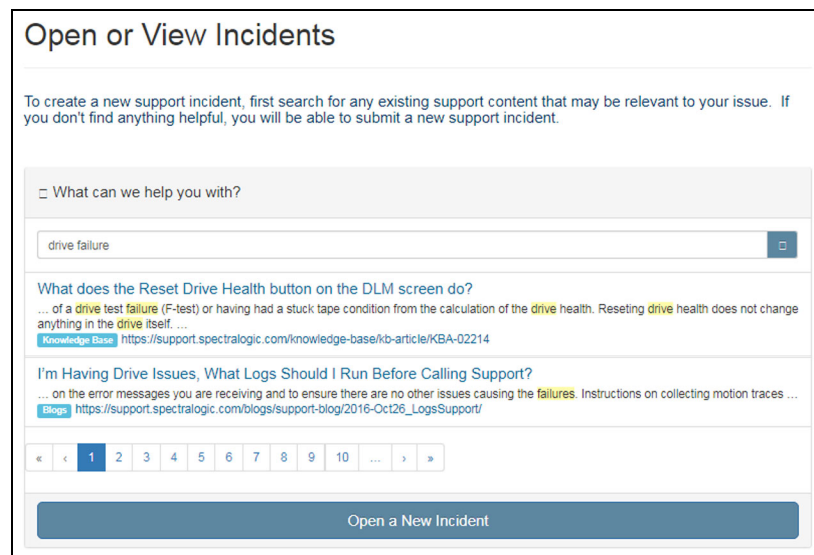 Open or View Incidents
To create a new support incident, first search for any existing support content that may be relevant to your issue.  If
you don't find anything helpful, you will be able to submit a new support incident.
What can we help you with?
drive failure
What does the Reset Drive Health button on the DLM screen do?
... of a drive test failure (F-test) or having had a stuck tape condition from the calculation of the drive health. Reseting drive health does not change
anything in the drive itself. ...
Knowledge Base https://support.spectralogic.com/knowledge-base/kb-article/KBA-02214
I'm Having Drive Issues, What Logs Should I Run Before Calling Support?
... on the error messages you are receiving and to ensure there are no other issues causing the failures. Instructions on collecting motion traces ...
Blogs https://support.spectralogic.com/blogs/support-blog/2016-Oct26_LogsSupport/
« ‹ 1 2 3 4 5 6 7 8 9 10 ... › »
Open a New Incident